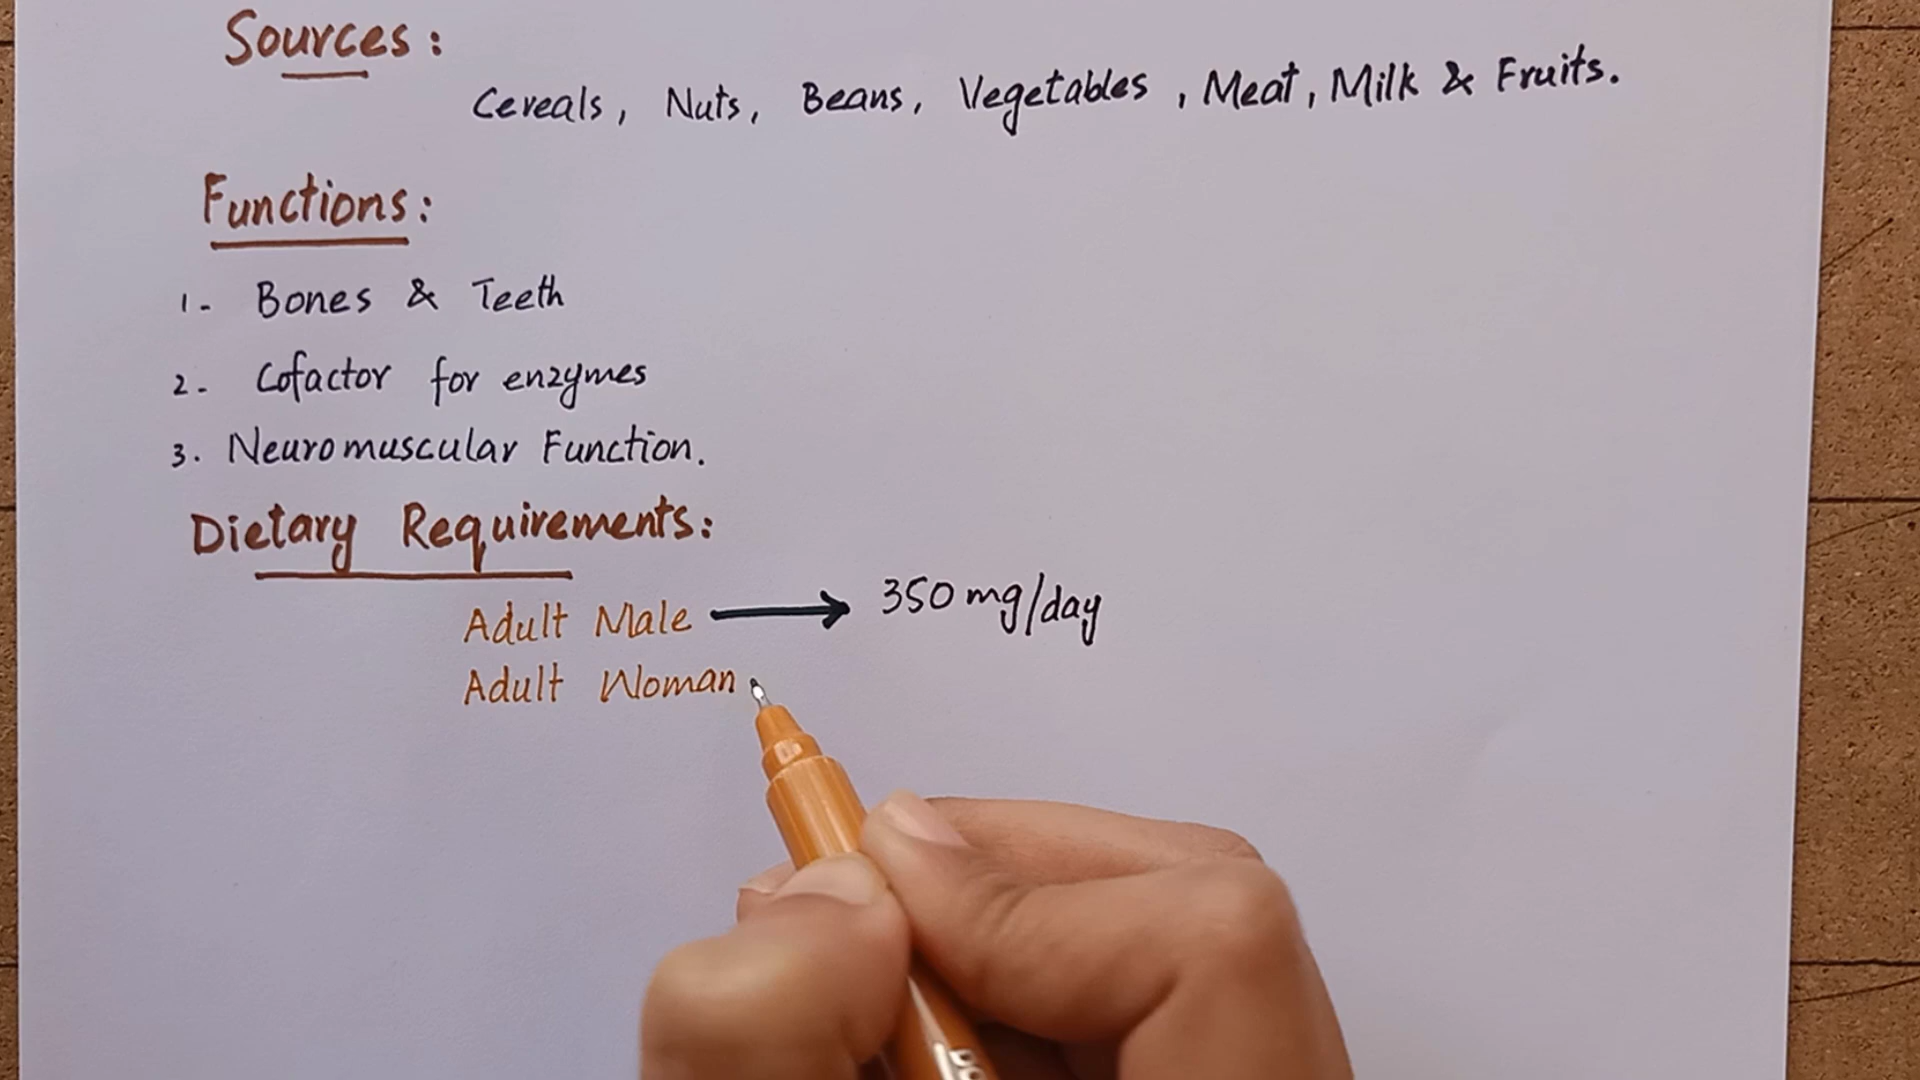 Sources:
Cereals, Nuts, Beans, Vegetables, Meat, Milk & Fruits.
Functions:
1- Bones & Teeth
2- Cofactor for enzymes
3. Neuromuscular Function.
Dietary Requirements:
Adult Male → 350 mg/day
Adult Woman